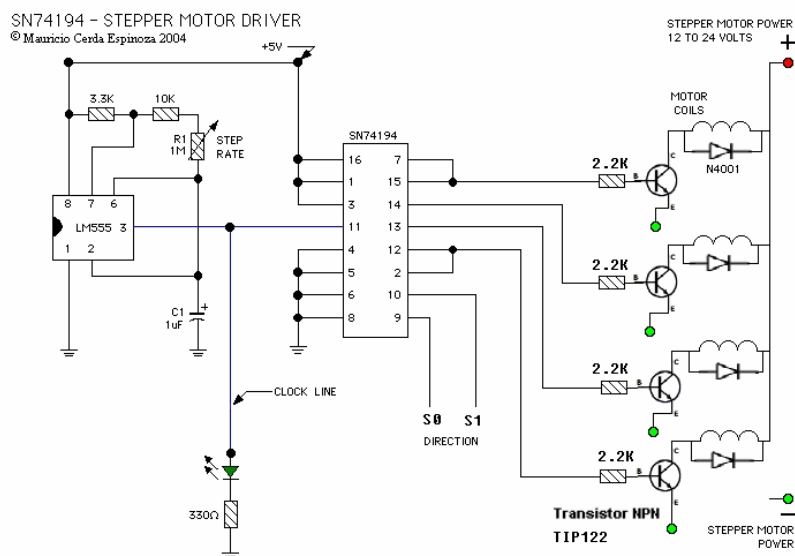 SN74194 - STEPPER MOTOR DRIVER
© Mauricio Cerda Espinoza 2004
+5V
STEPPER MOTOR POWER
12 TO 24 VOLTS
+
3.3K
10K
R1
1M
STEP
RATE
MOTOR
COILS
N4001
SN74194
8 7 6
LM555 3
1 2
16
1
3
11
4
5
6
8
7
15
14
13
12
2
10
9
2.2K
B
C
E
2.2K
B
C
E
2.2K
B
C
E
2.2K
B
C
E
C1
1uF
+
CLOCK LINE
S0 S1
DIRECTION
330Ω
Transistor NPN
TIP122
STEPPER MOTOR
POWER